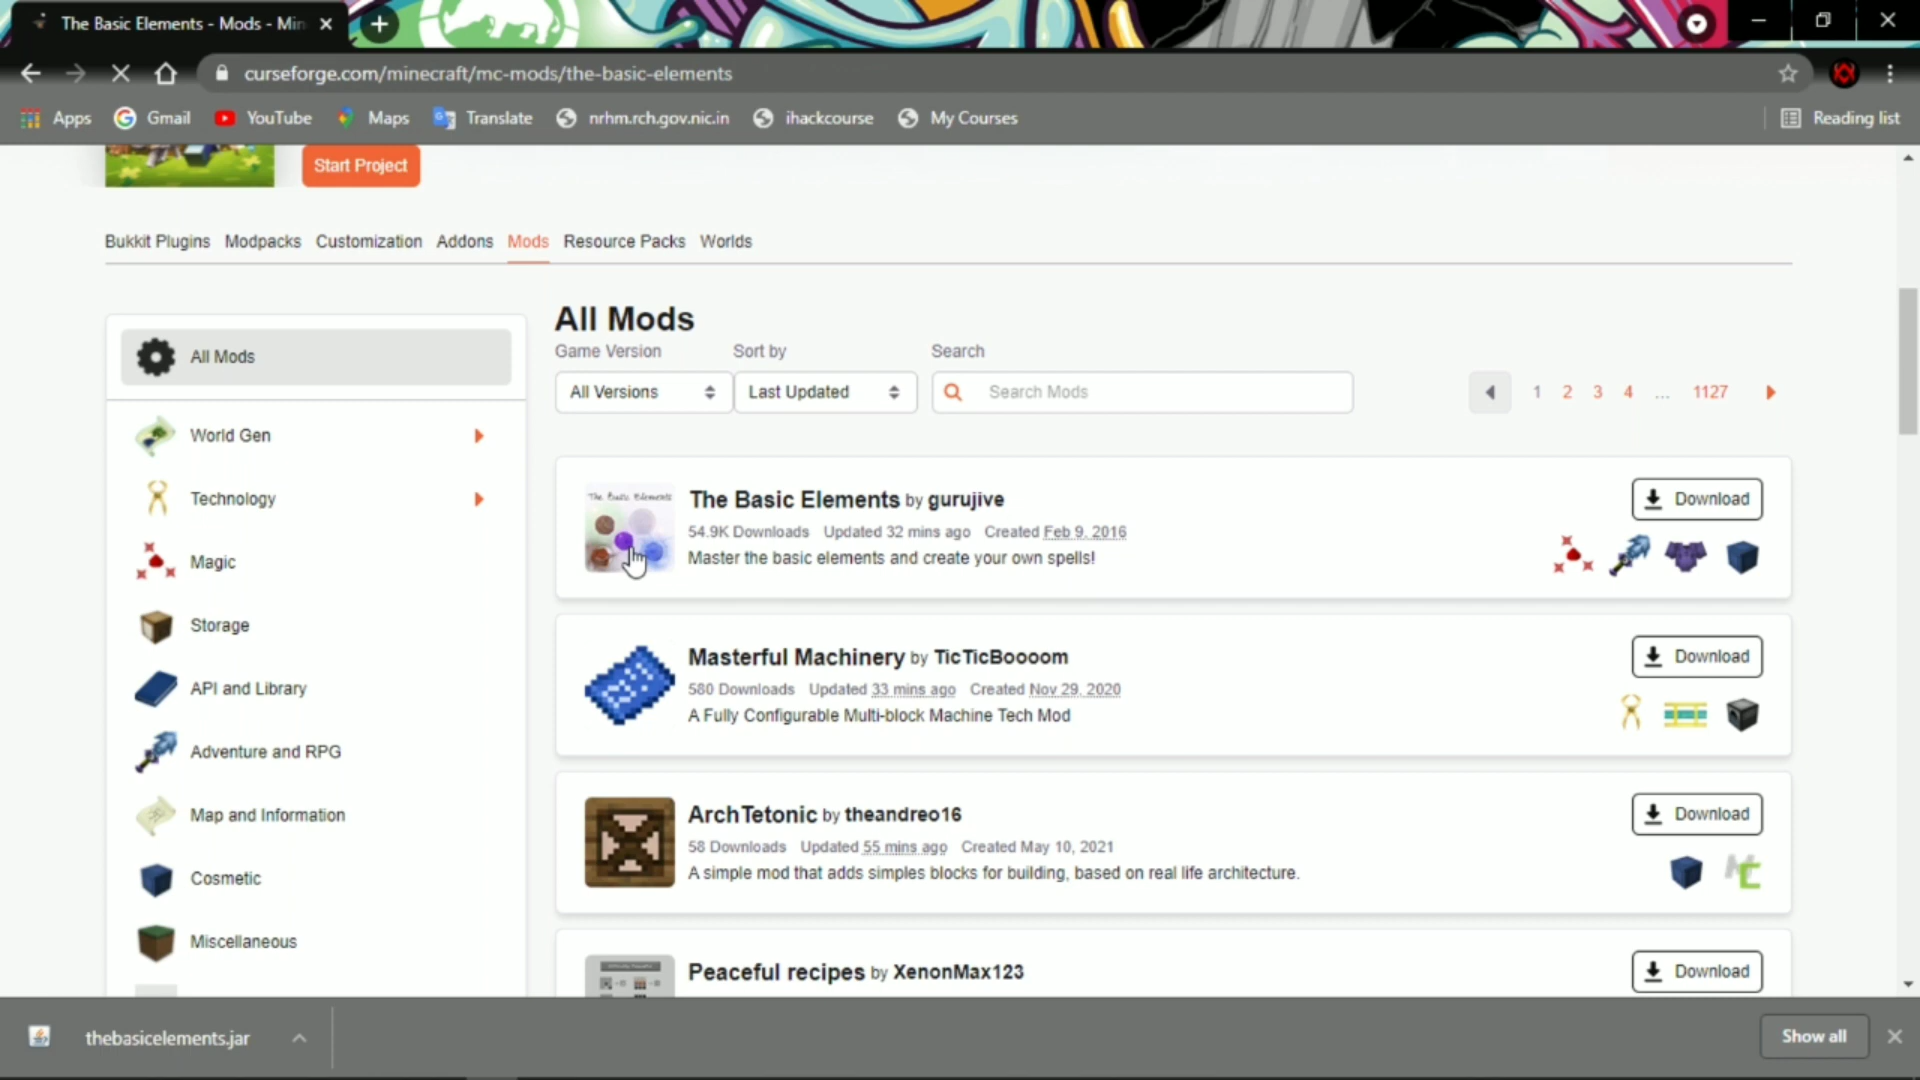 The Basic Elements - Mods - Min
curseforge.com/minecraft/mc-mods/the-basic-elements
Apps Gmail YouTube Maps Translate nrhm.rch.gov.nic.in ihackcourse My Courses Reading list
Start Project
Bukkit Plugins Modpacks Customization Addons Mods Resource Packs Worlds
All Mods
World Gen
Technology
Magic
Storage
API and Library
Adventure and RPG
Map and Information
Cosmetic
Miscellaneous
All Mods
Game Version Sort by Search
All Versions Last Updated Search Mods 1 2 3 4 ... 1127
The Basic Elements
The Basic Elements by gurujive Download
54.9K Downloads Updated 32 mins ago Created Feb 9, 2016
Master the basic elements and create your own spells!
Masterful Machinery by TicTicBoooom Download
580 Downloads Updated 33 mins ago Created Nov 29, 2020
A Fully Configurable Multi-block Machine Tech Mod
ArchTetonic by theandreo16 Download
58 Downloads Updated 55 mins ago Created May 10, 2021
A simple mod that adds simples blocks for building, based on real life architecture.
Peaceful recipes by XenonMax123 Download
thebasicelements.jar Show all